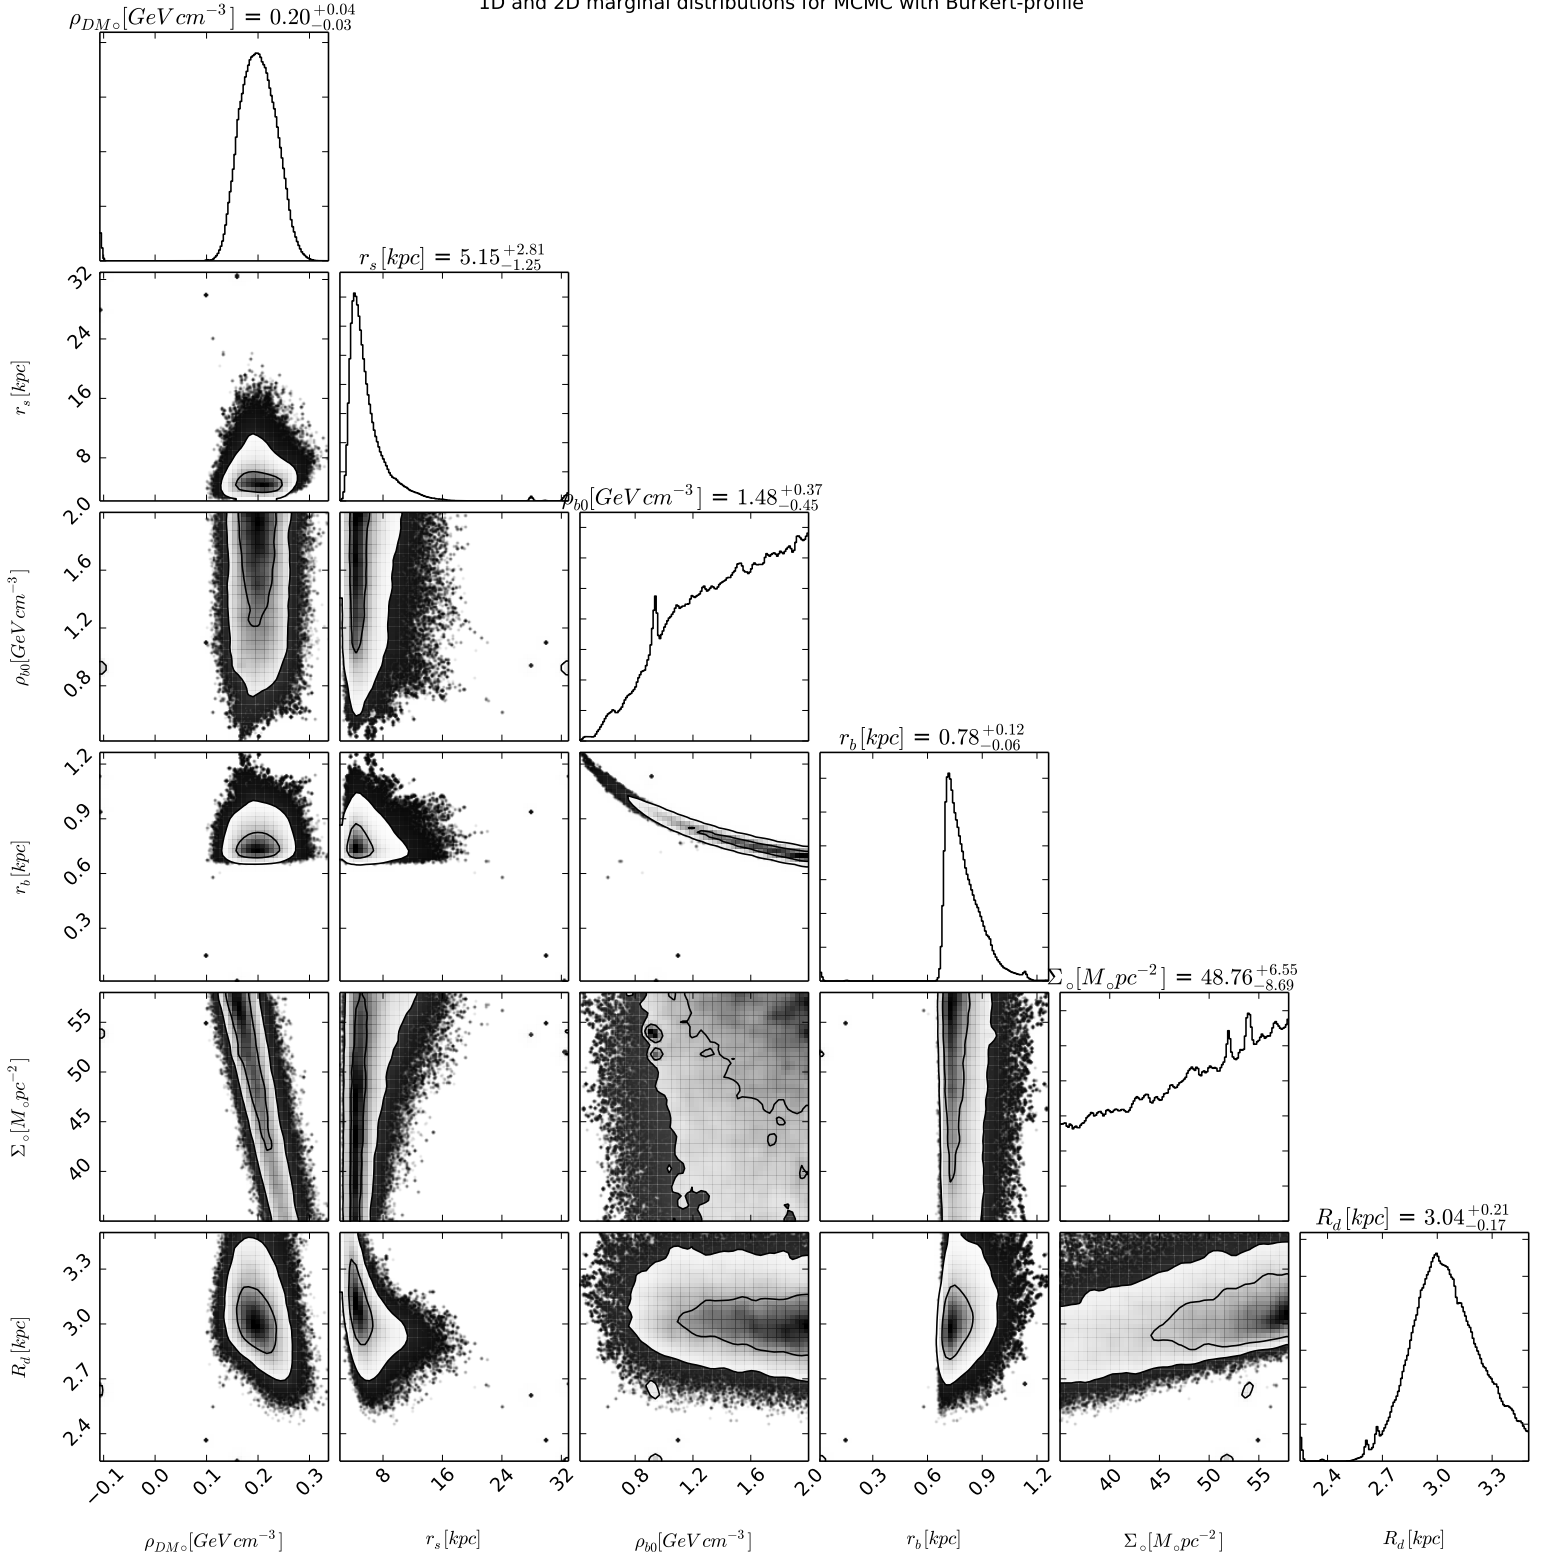 1D and 2D marginal distributions for MCMC with Burkert-profile
ρ_{DM∘}[GeV cm^{−3}] = 0.20^{+0.04}_{−0.03}
r_s[kpc] = 5.15^{+2.81}_{−1.25}
32
24
16
8
0
r_s[kpc]
ρ_{b0}[GeV cm^{−3}] = 1.48^{+0.37}_{−0.45}
2.0
1.6
1.2
0.8
ρ_{b0}[GeV cm^{−3}]
r_b[kpc] = 0.78^{+0.12}_{−0.06}
1.2
0.9
0.6
0.3
r_b[kpc]
Σ_∘[M_∘pc^{−2}] = 48.76^{+6.55}_{−8.69}
55
50
45
40
Σ_∘[M_∘pc^{−2}]
R_d[kpc] = 3.04^{+0.21}_{−0.17}
3.3
3.0
2.7
2.4
R_d[kpc]
−0.1 0.0 0.1 0.2 0.3 8 16 24 32 0.8 1.2 1.6 2.0 0.3 0.6 0.9 1.2 40 45 50 55 2.4 2.7 3.0 3.3
ρ_{DM∘}[GeV cm^{−3}] r_s[kpc] ρ_{b0}[GeV cm^{−3}] r_b[kpc] Σ_∘[M_∘pc^{−2}] R_d[kpc]